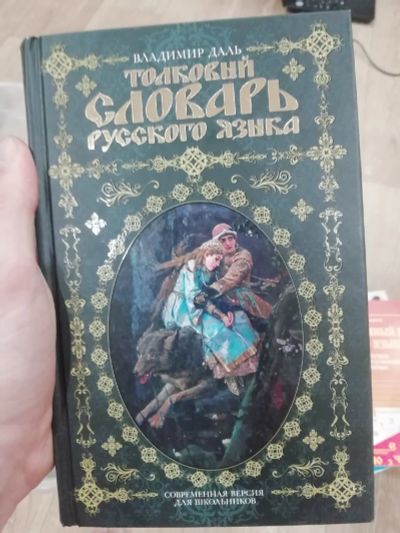 ВЛАДИМИР ДАЛЬ
ТОЛКОВЫЙ
СЛОВАРЬ
РУССКОГО ЯЗЫКА
СОВРЕМЕННАЯ ВЕРСИЯ
ДЛЯ ШКОЛЬНИКОВ